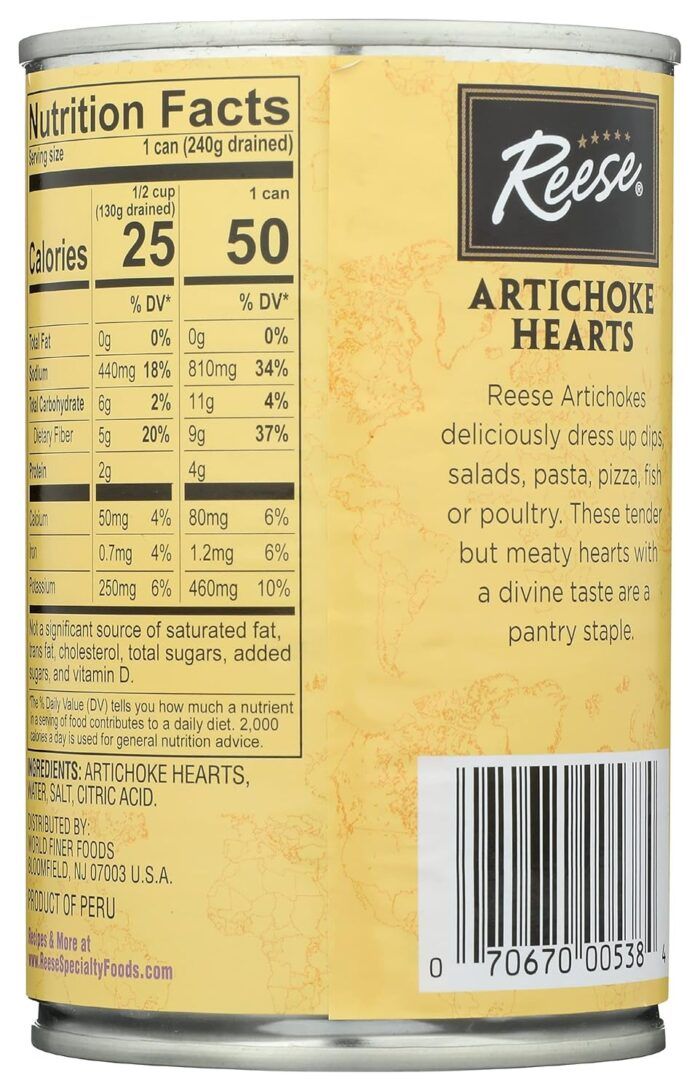 Nutrition Facts
Serving size 1 can (240g drained)
1/2 cup 1 can
(130g drained)
Calories 25 50
% DV* % DV*
Total Fat 0g 0% 0g 0%
Sodium 440mg 18% 810mg 34%
Total Carbohydrate 6g 2% 11g 4%
Dietary Fiber 5g 20% 9g 37%
Protein 2g 4g
Calcium 50mg 4% 80mg 6%
Iron 0.7mg 4% 1.2mg 6%
Potassium 250mg 6% 460mg 10%
Not a significant source of saturated fat,
trans fat, cholesterol, total sugars, added
sugars, and vitamin D.
*The % Daily Value (DV) tells you how much a nutrient
in a serving of food contributes to a daily diet. 2,000
calories a day is used for general nutrition advice.
INGREDIENTS: ARTICHOKE HEARTS,
WATER, SALT, CITRIC ACID.
DISTRIBUTED BY:
WORLD FINER FOODS
BLOOMFIELD, NJ 07003 U.S.A.
PRODUCT OF PERU
Recipes & More at
www.ReeseSpecialtyFoods.com
Reese®
ARTICHOKE
HEARTS
Reese Artichokes
deliciously dress up dips,
salads, pasta, pizza, fish
or poultry. These tender
but meaty hearts with
a divine taste are a
pantry staple.
0 70670 00538 4